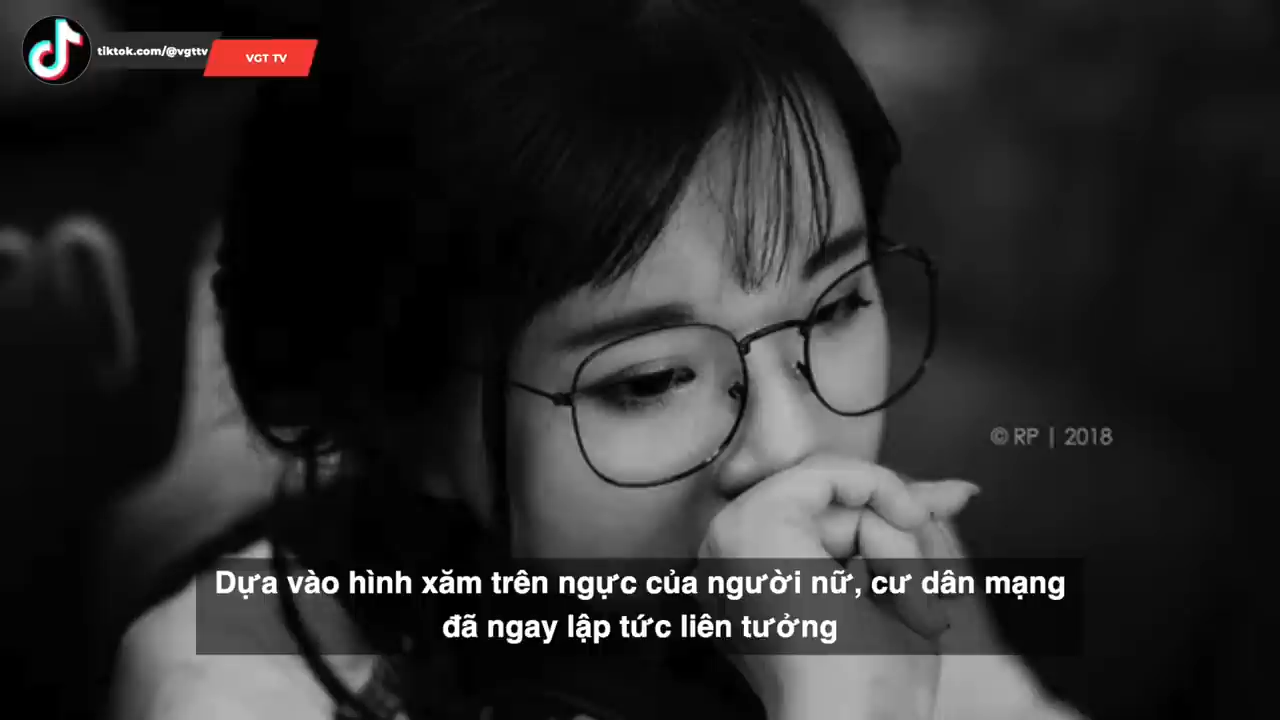 tiktok.com/@vgttv
VGT TV
© RP | 2018
Dựa vào hình xăm trên ngực của người nữ, cư dân mạng
đã ngay lập tức liên tưởng